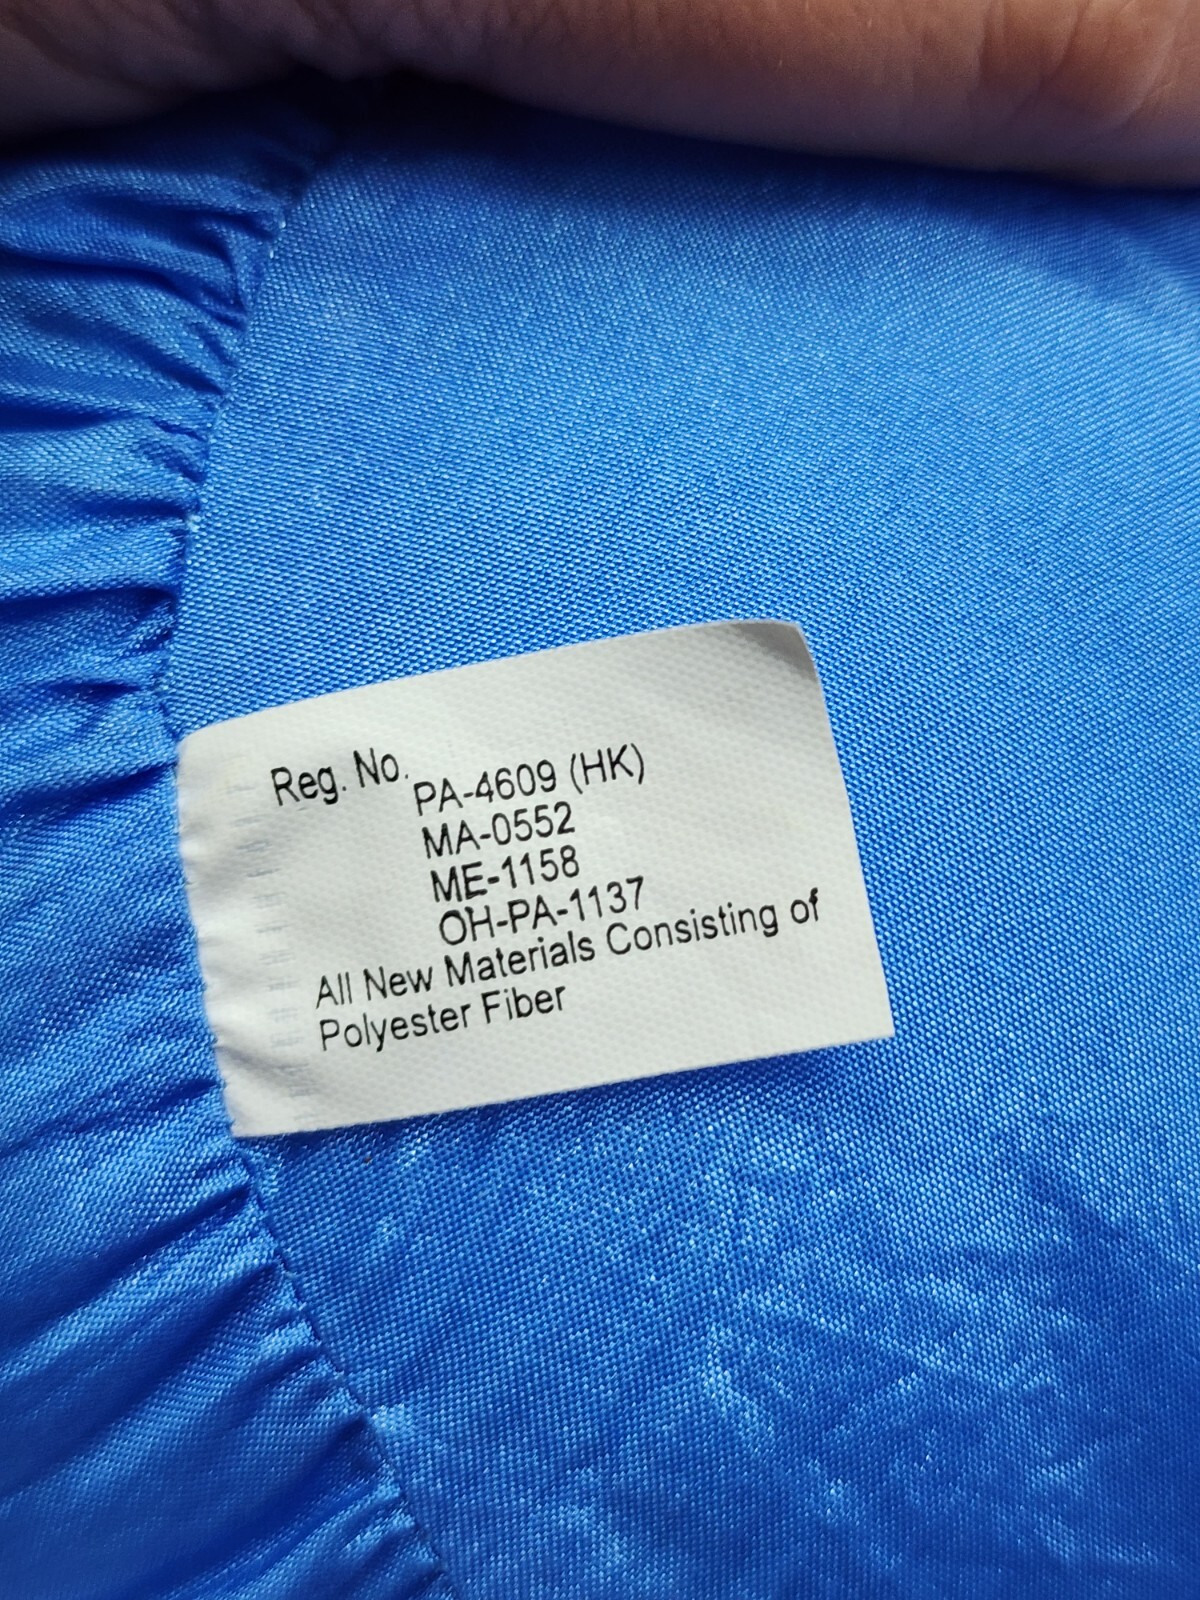 Reg. No.
PA-4609 (HK)
MA-0552
ME-1158
OH-PA-1137
All New Materials Consisting of
Polyester Fiber